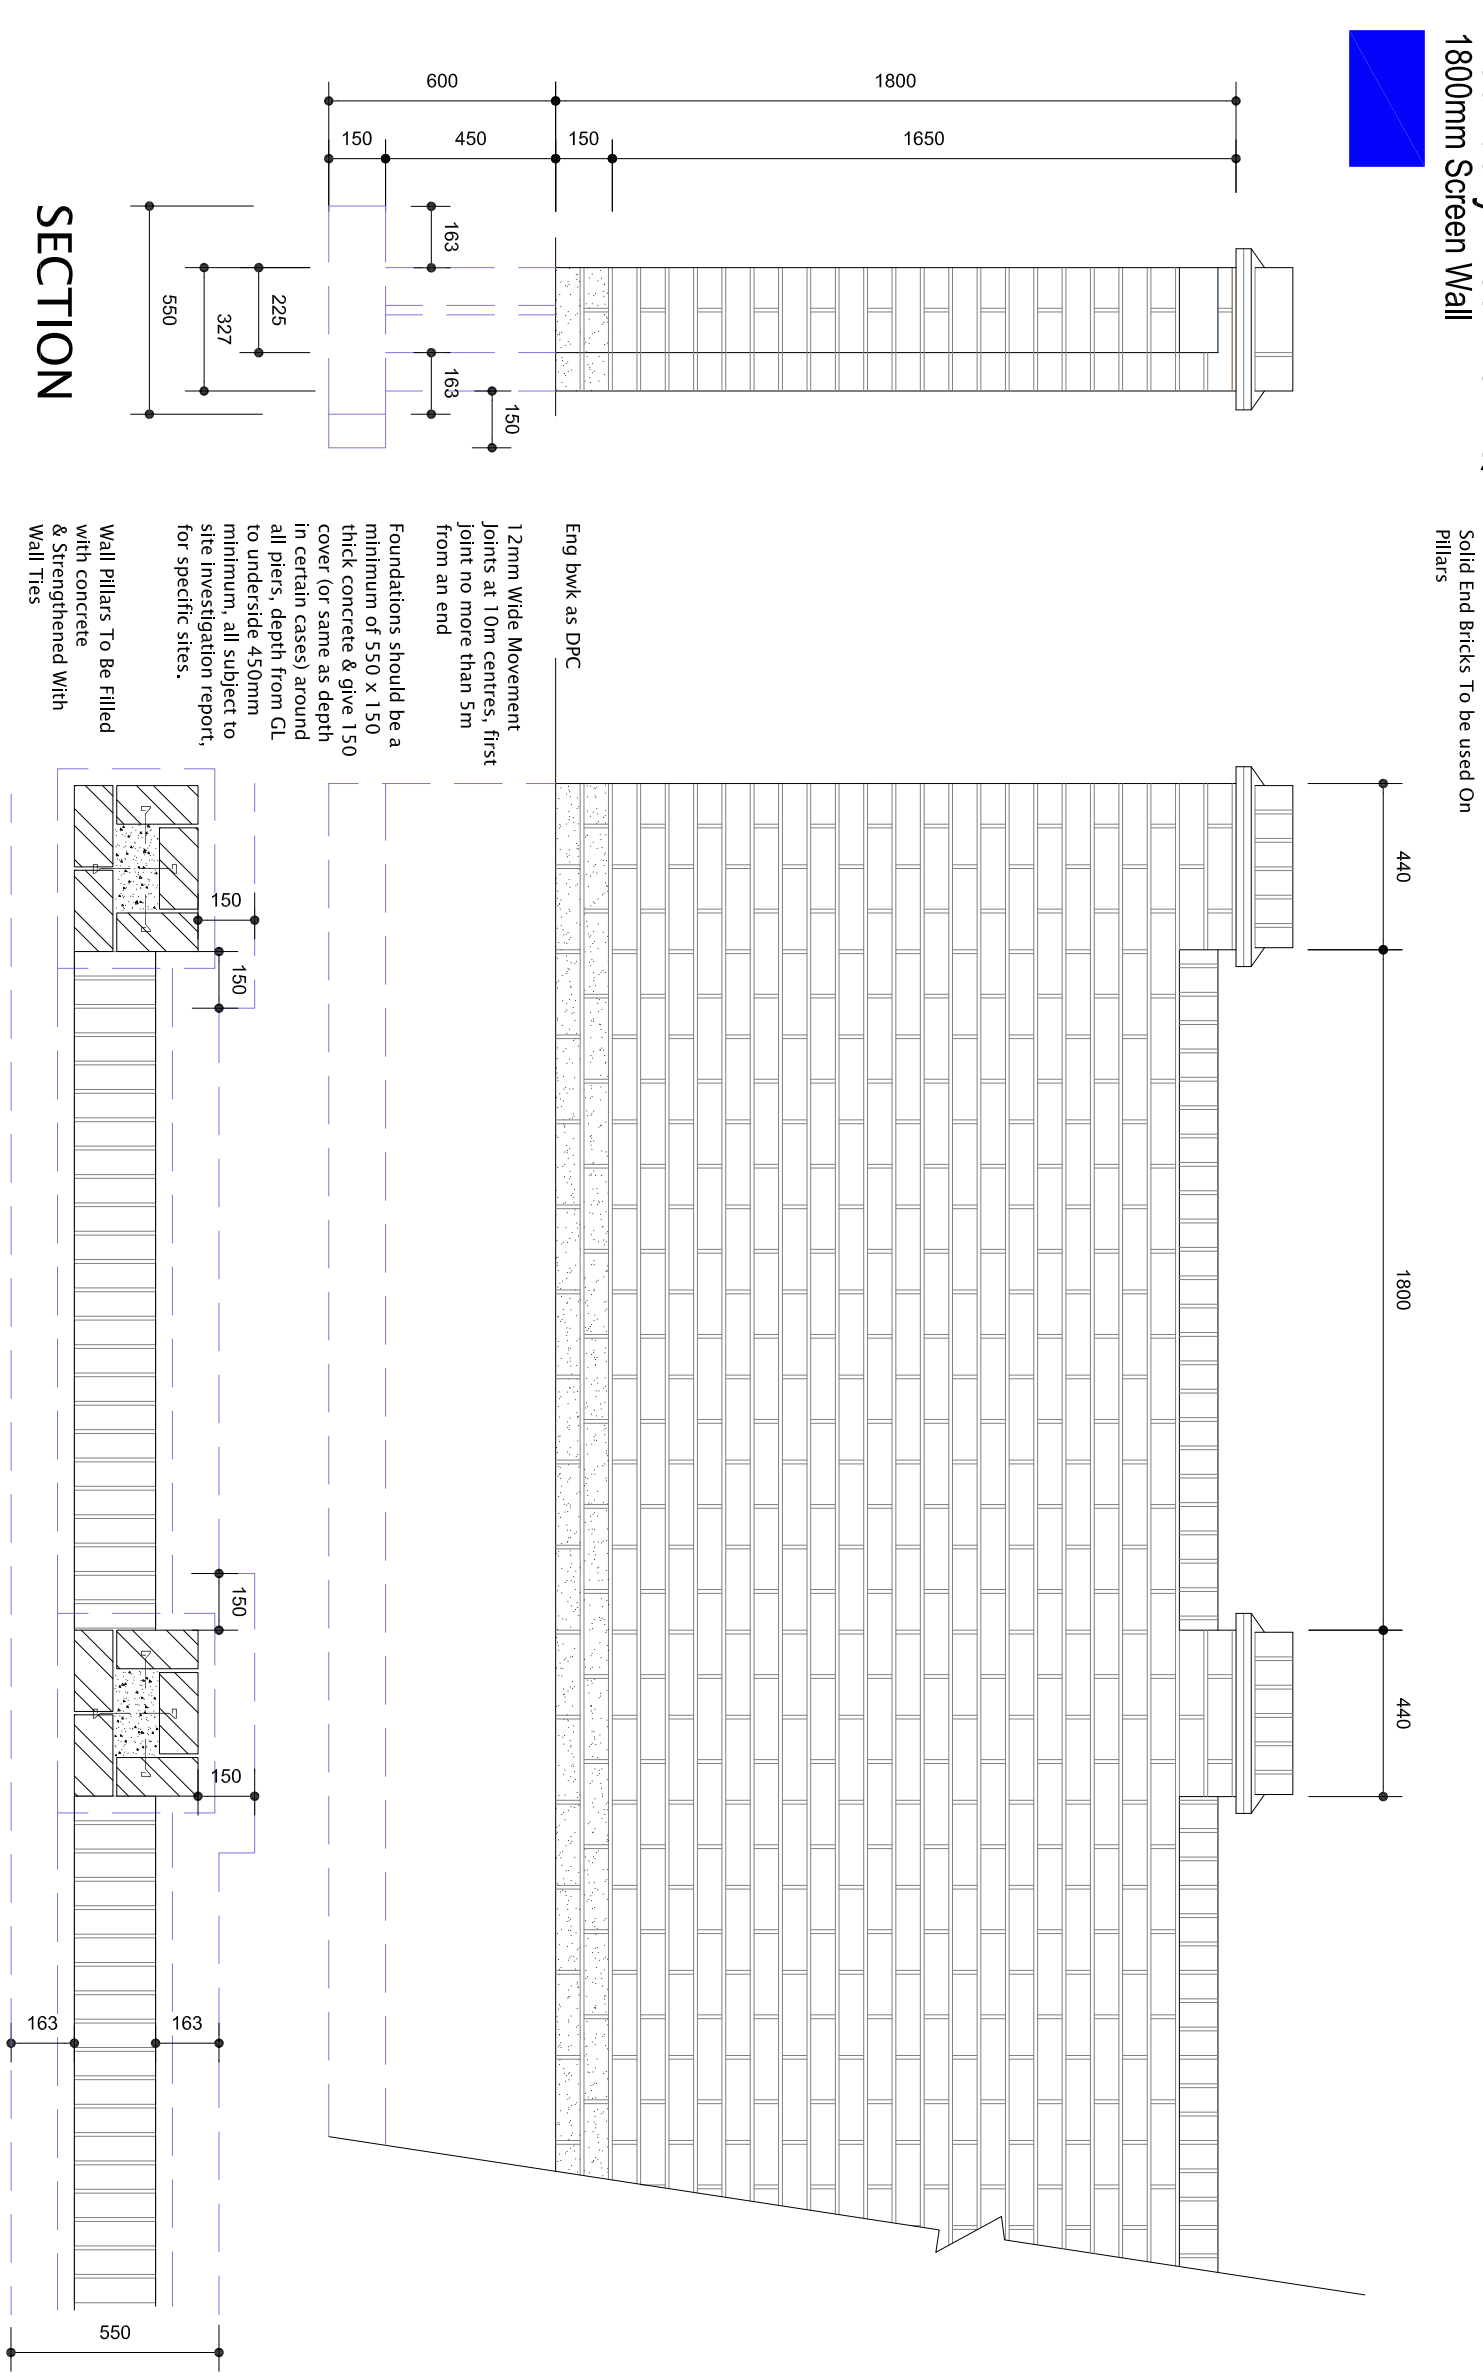 1800mm Screen Wall
Solid End Bricks To be used On
Pillars
440
1800
440
1800
600
1650
150
450
150
163
163
150
225
327
550
SECTION
Eng bwk as DPC
12mm Wide Movement
Joints at 10m centres, first
joint no more than 5m
from an end
Foundations should be a
minimum of 550 x 150
thick concrete & give 150
cover (or same as depth
in certain cases) around
all piers, depth from GL
to underside 450mm
minimum, all subject to
site investigation report,
for specific sites.
Wall Pillars To Be Filled
with concrete
& Strengthened With
Wall Ties
150
150
150
150
163
163
550